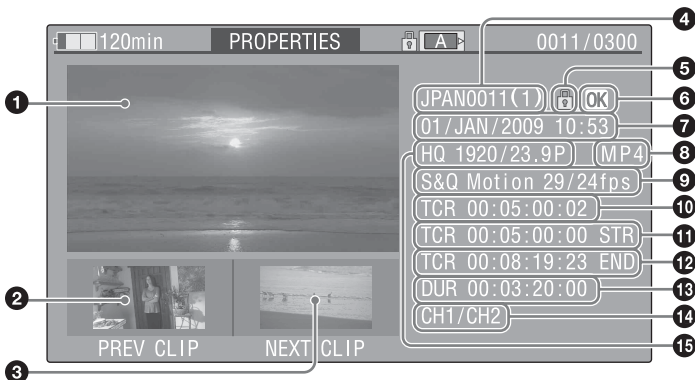 120min PROPERTIES A 0011/0300
4
5
1 JPAN0011(1) OK 6
01/JAN/2009 10:53 7
HQ 1920/23.9P MP4 8
S&Q Motion 29/24fps 9
TCR 00:05:00:02 10
TCR 00:05:00:00 STR 11
TCR 00:08:19:23 END 12
2 DUR 00:03:20:00 13
CH1/CH2 14
PREV CLIP NEXT CLIP 15
3